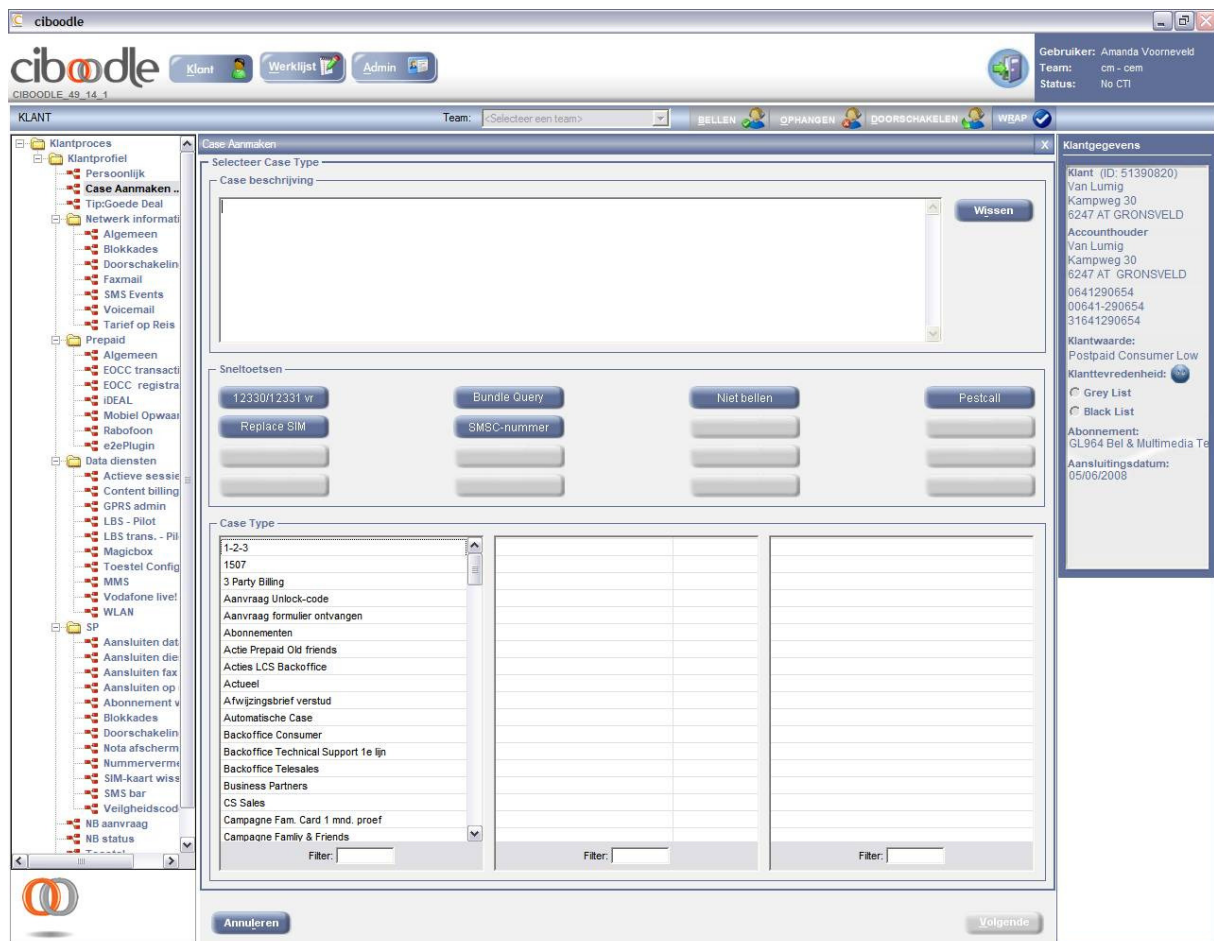 ciboodle
ciboodle
CIBOODLE_49_14_1
Klant
Werklijst
Admin
Gebruiker: Amanda Voorneveld
Team: cm - cem
Status: No CTI
KLANT
Team: <Selecteer een team>
BELLEN
OPHANGEN
DOORSCHAKELEN
WRAP
Klantproces
Klantprofiel
Persoonlijk
Case Aanmaken ..
Tip:Goede Deal
Netwerk informati
Algemeen
Blokkades
Doorschakelin
Faxmail
SMS Events
Voicemail
Tarief op Reis
Prepaid
Algemeen
EOCC transacti
EOCC registra
iDEAL
Mobiel Opwaar
Rabofoon
e2ePlugin
Data diensten
Actieve sessie
Content billing
GPRS admin
LBS - Pilot
LBS trans. - Pil
Magicbox
Toestel Config
MMS
Vodafone live!
WLAN
SP
Aansluiten dat
Aansluiten die
Aansluiten fax
Aansluiten op
Abonnement v
Blokkades
Doorschakelin
Nota afscherm
Nummerverme
SIM-kaart wiss
SMS bar
Veilgheidscod
NB aanvraag
NB status
Case Aanmaken X
Selecteer Case Type
Case beschrijving
Wissen
Sneltoetsen
12330/12331 vr
Bundle Query
Niet bellen
Pestcall
Replace SIM
SMSC-nummer
Case Type
1-2-3
1507
3 Party Billing
Aanvraag Unlock-code
Aanvraag formulier ontvangen
Abonnementen
Actie Prepaid Old friends
Acties LCS Backoffice
Actueel
Afwijzingsbrief verstud
Automatische Case
Backoffice Consumer
Backoffice Technical Support 1e lijn
Backoffice Telesales
Business Partners
CS Sales
Campagne Fam. Card 1 mnd. proef
Campagne Famliy & Friends
Filter:
Filter:
Filter:
Annuleren
Volgende
Klantgegevens
Klant (ID: 51390820)
Van Lumig
Kampweg 30
6247 AT GRONSVELD
Accounthouder
Van Lumig
Kampweg 30
6247 AT GRONSVELD
0641290654
00641-290654
31641290654
Klantwaarde:
Postpaid Consumer Low
Klanttevredenheid:
Grey List
Black List
Abonnement:
GL964 Bel & Multimedia Te
Aansluitingsdatum:
05/06/2008